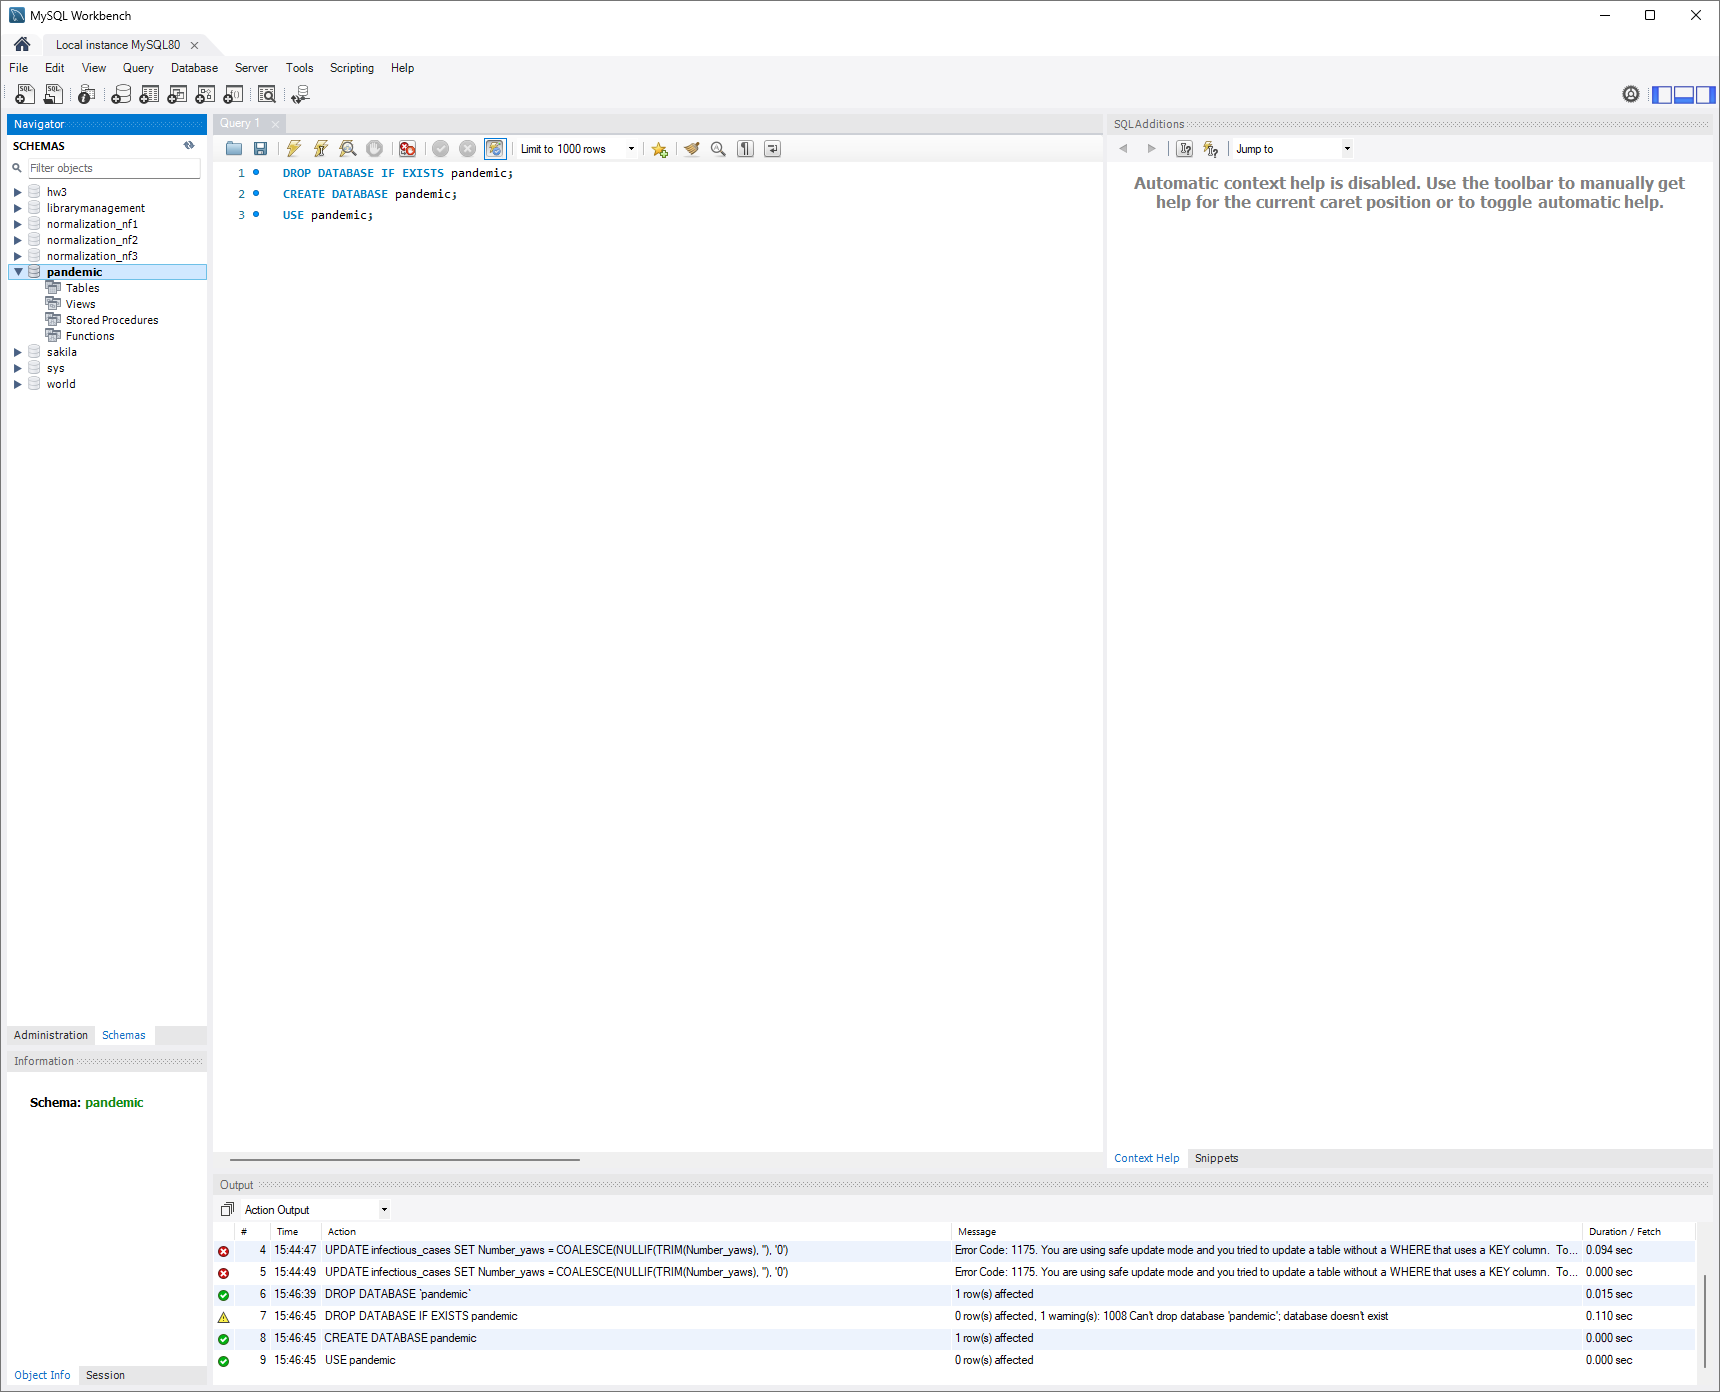 MySQL Workbench
Local instance MySQL80
File Edit View Query Database Server Tools Scripting Help
Navigator
SCHEMAS
Filter objects
hw3
librarymanagement
normalization_nf1
normalization_nf2
normalization_nf3
pandemic
Tables
Views
Stored Procedures
Functions
sakila
sys
world
Administration Schemas
Information
Schema: pandemic
Object Info Session
Query 1
Limit to 1000 rows
1 DROP DATABASE IF EXISTS pandemic;
2 CREATE DATABASE pandemic;
3 USE pandemic;
SQLAdditions
Jump to
Automatic context help is disabled. Use the toolbar to manually get
help for the current caret position or to toggle automatic help.
Context Help Snippets
Output
Action Output
# Time Action Message Duration / Fetch
4 15:44:47 UPDATE infectious_cases SET Number_yaws = COALESCE(NULLIF(TRIM(Number_yaws), ''), '0') Error Code: 1175. You are using safe update mode and you tried to update a table without a WHERE that uses a KEY column. To... 0.094 sec
5 15:44:49 UPDATE infectious_cases SET Number_yaws = COALESCE(NULLIF(TRIM(Number_yaws), ''), '0') Error Code: 1175. You are using safe update mode and you tried to update a table without a WHERE that uses a KEY column. To... 0.000 sec
6 15:46:39 DROP DATABASE `pandemic` 1 row(s) affected 0.015 sec
7 15:46:45 DROP DATABASE IF EXISTS pandemic 0 row(s) affected, 1 warning(s): 1008 Can't drop database 'pandemic'; database doesn't exist 0.110 sec
8 15:46:45 CREATE DATABASE pandemic 1 row(s) affected 0.000 sec
9 15:46:45 USE pandemic 0 row(s) affected 0.000 sec